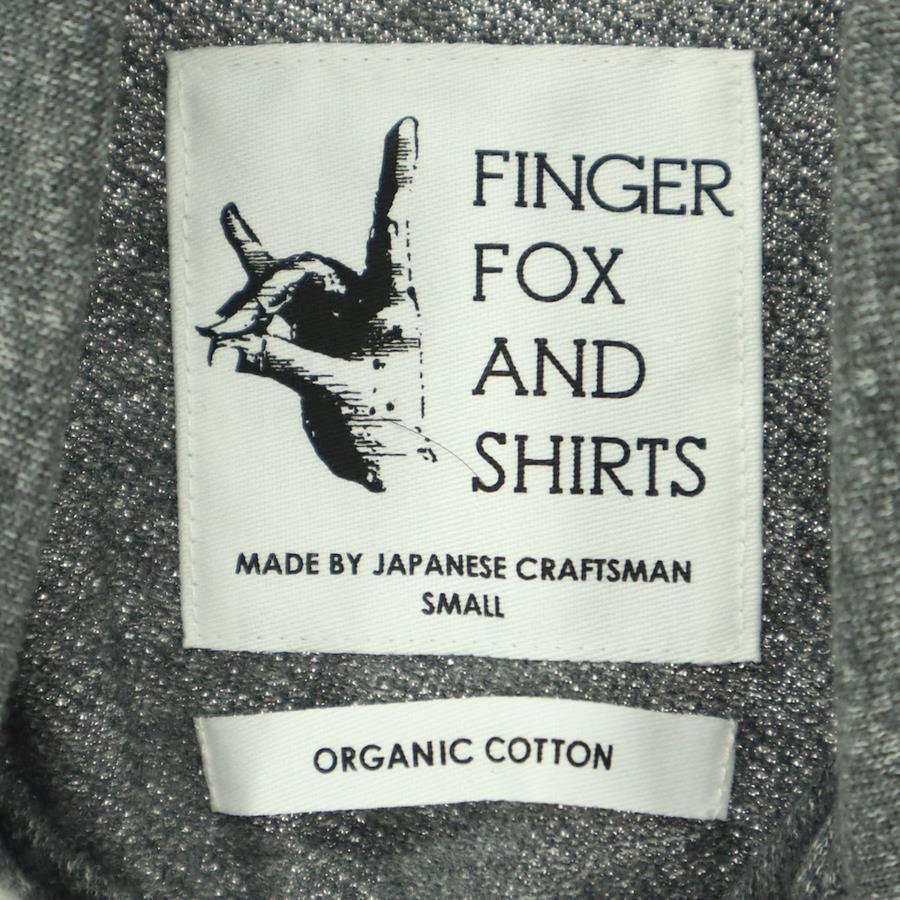 FINGER
FOX
AND
SHIRTS
MADE BY JAPANESE CRAFTSMAN
SMALL
ORGANIC COTTON